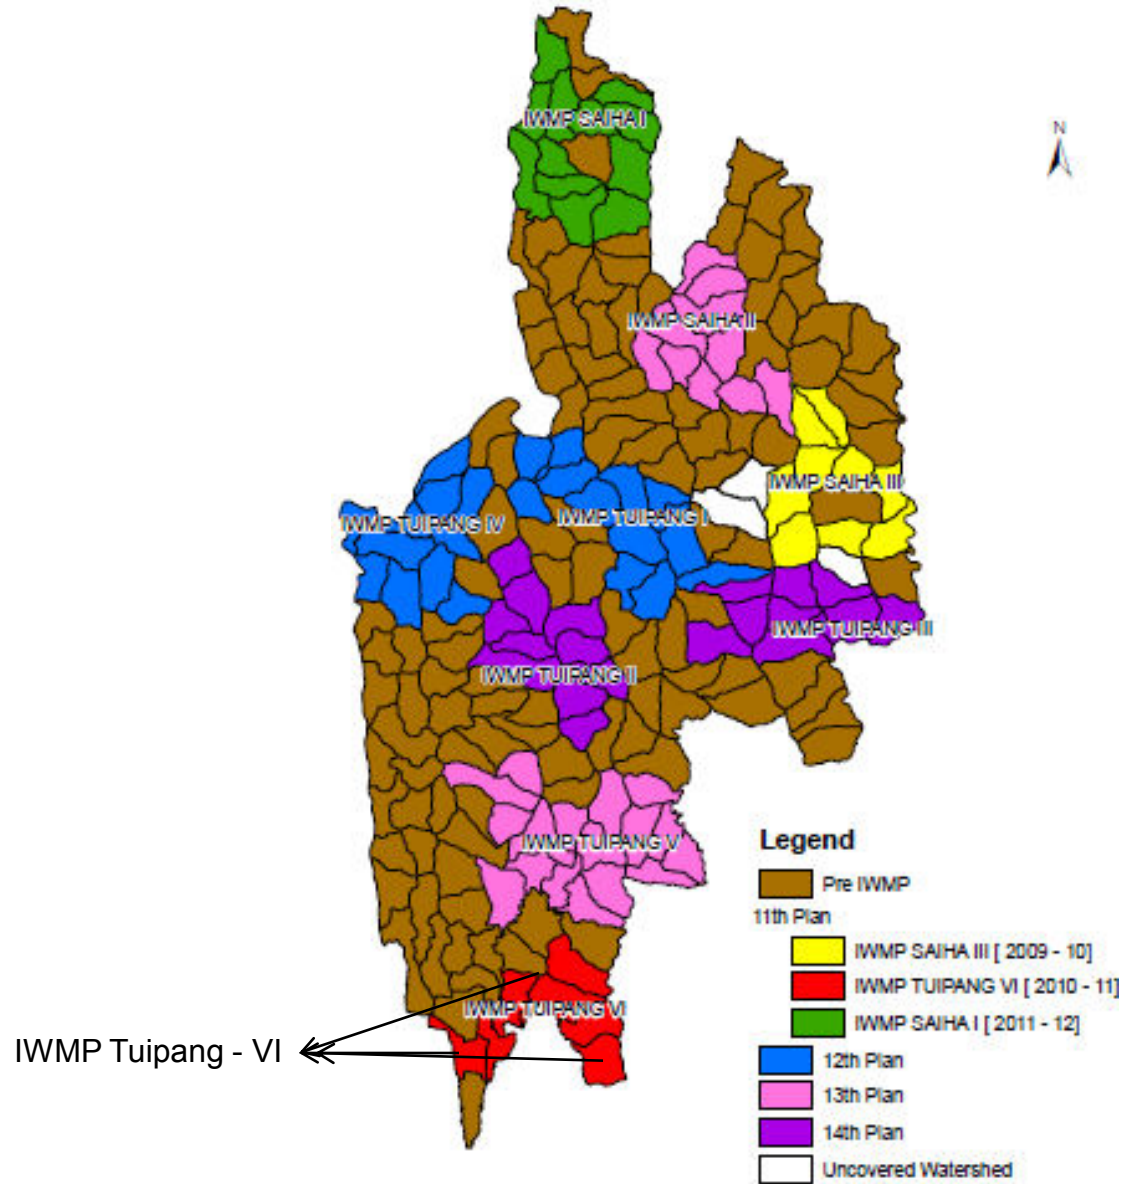 IWMP SAIHA I
N
IWMP SAIHA II
IWMP SAIHA III
IWMP TUIPANG IV
IWMP TUIPANG I
IWMP TUIPANG III
IWMP TUIPANG II
IWMP TUIPANG V
IWMP TUIPANG VI
IWMP Tuipang - VI
Legend
Pre IWMP
11th Plan
IWMP SAIHA III [ 2009 - 10]
IWMP TUIPANG VI [ 2010 - 11]
IWMP SAIHA I [ 2011 - 12]
12th Plan
13th Plan
14th Plan
Uncovered Watershed